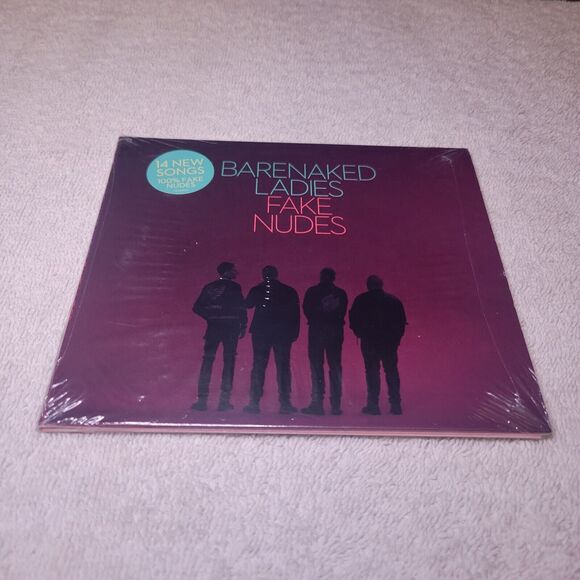 14 NEW
SONGS
100% FAKE
NUDES
BARENAKED
LADIES
FAKE
NUDES